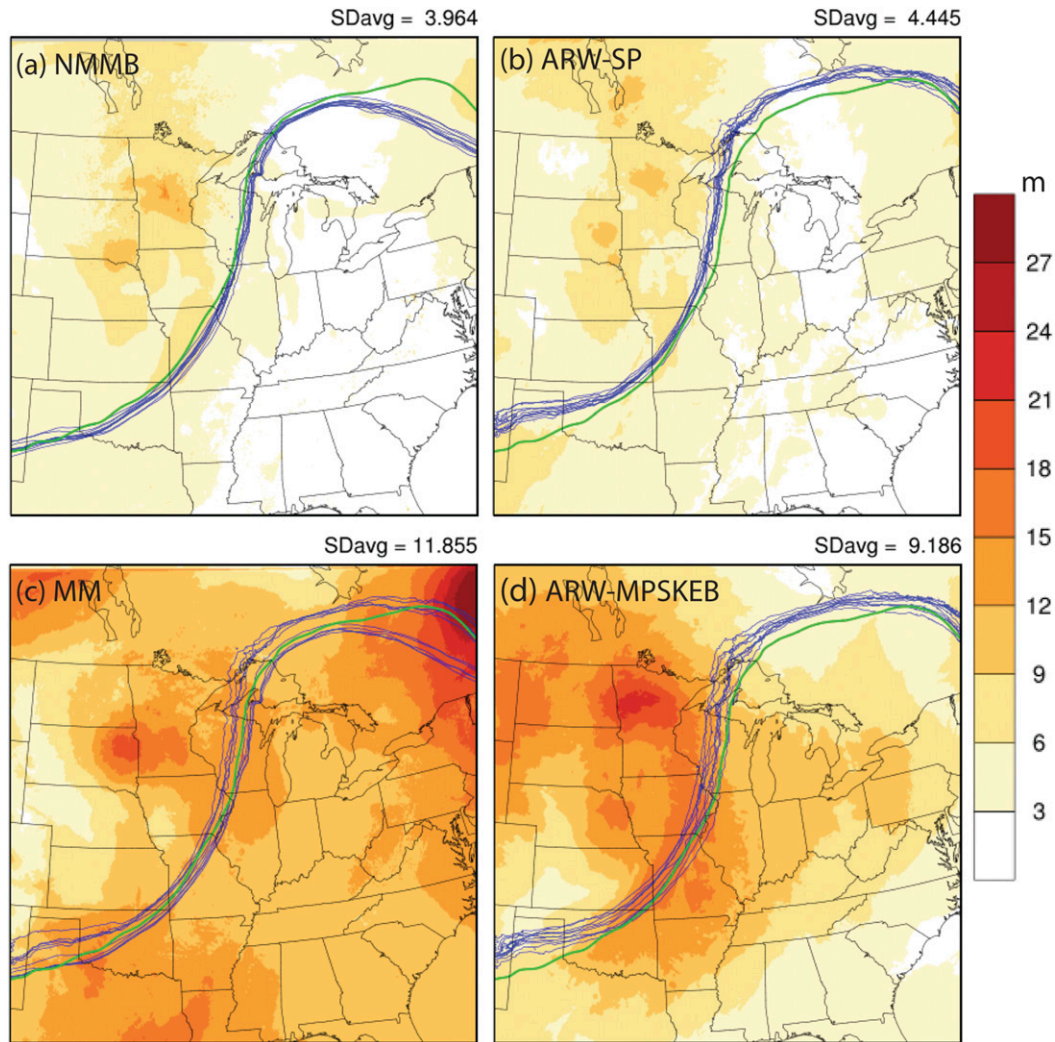 SDavg = 3.964
SDavg = 4.445
(a) NMMB
(b) ARW-SP
m
27
24
21
18
15
12
9
6
3
SDavg = 11.855
SDavg = 9.186
(c) MM
(d) ARW-MPSKEB